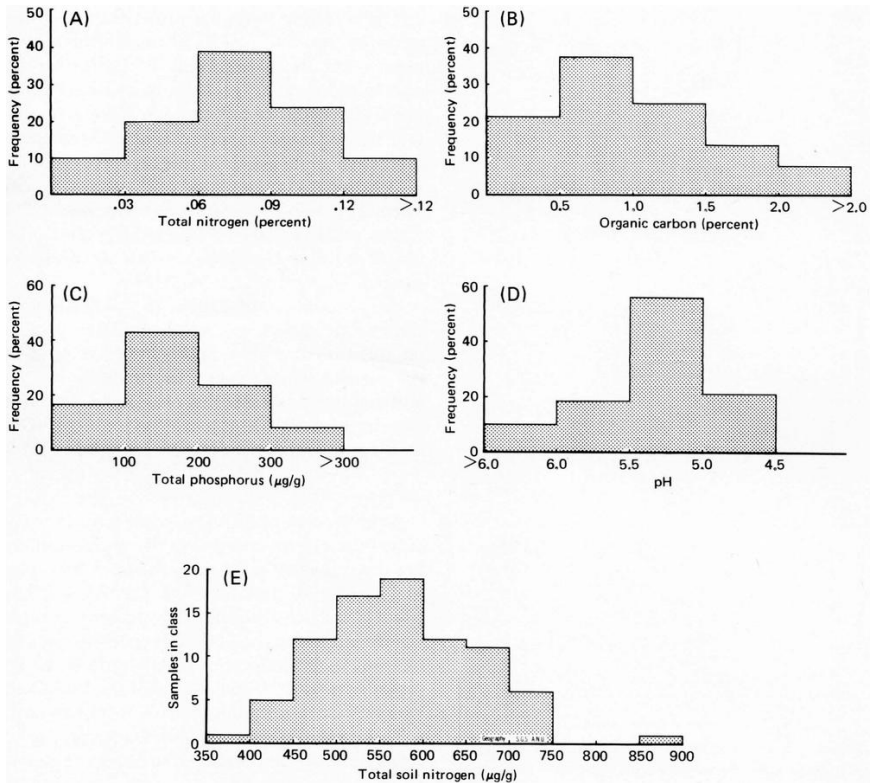 (A)
Frequency (percent)
50
40
30
20
10
0
.03 .06 .09 .12 >.12
Total nitrogen (percent)
(B)
Frequency (percent)
50
40
30
20
10
0
0.5 1.0 1.5 2.0 >2.0
Organic carbon (percent)
(C)
Frequency (percent)
60
40
20
0
100 200 300 >300
Total phosphorus (µg/g)
(D)
Frequency (percent)
60
40
20
0
>6.0 6.0 5.5 5.0 4.5
pH
(E)
Samples in class
20
15
10
5
0
350 400 450 500 550 600 650 700 750 800 850 900
Total soil nitrogen (µg/g)